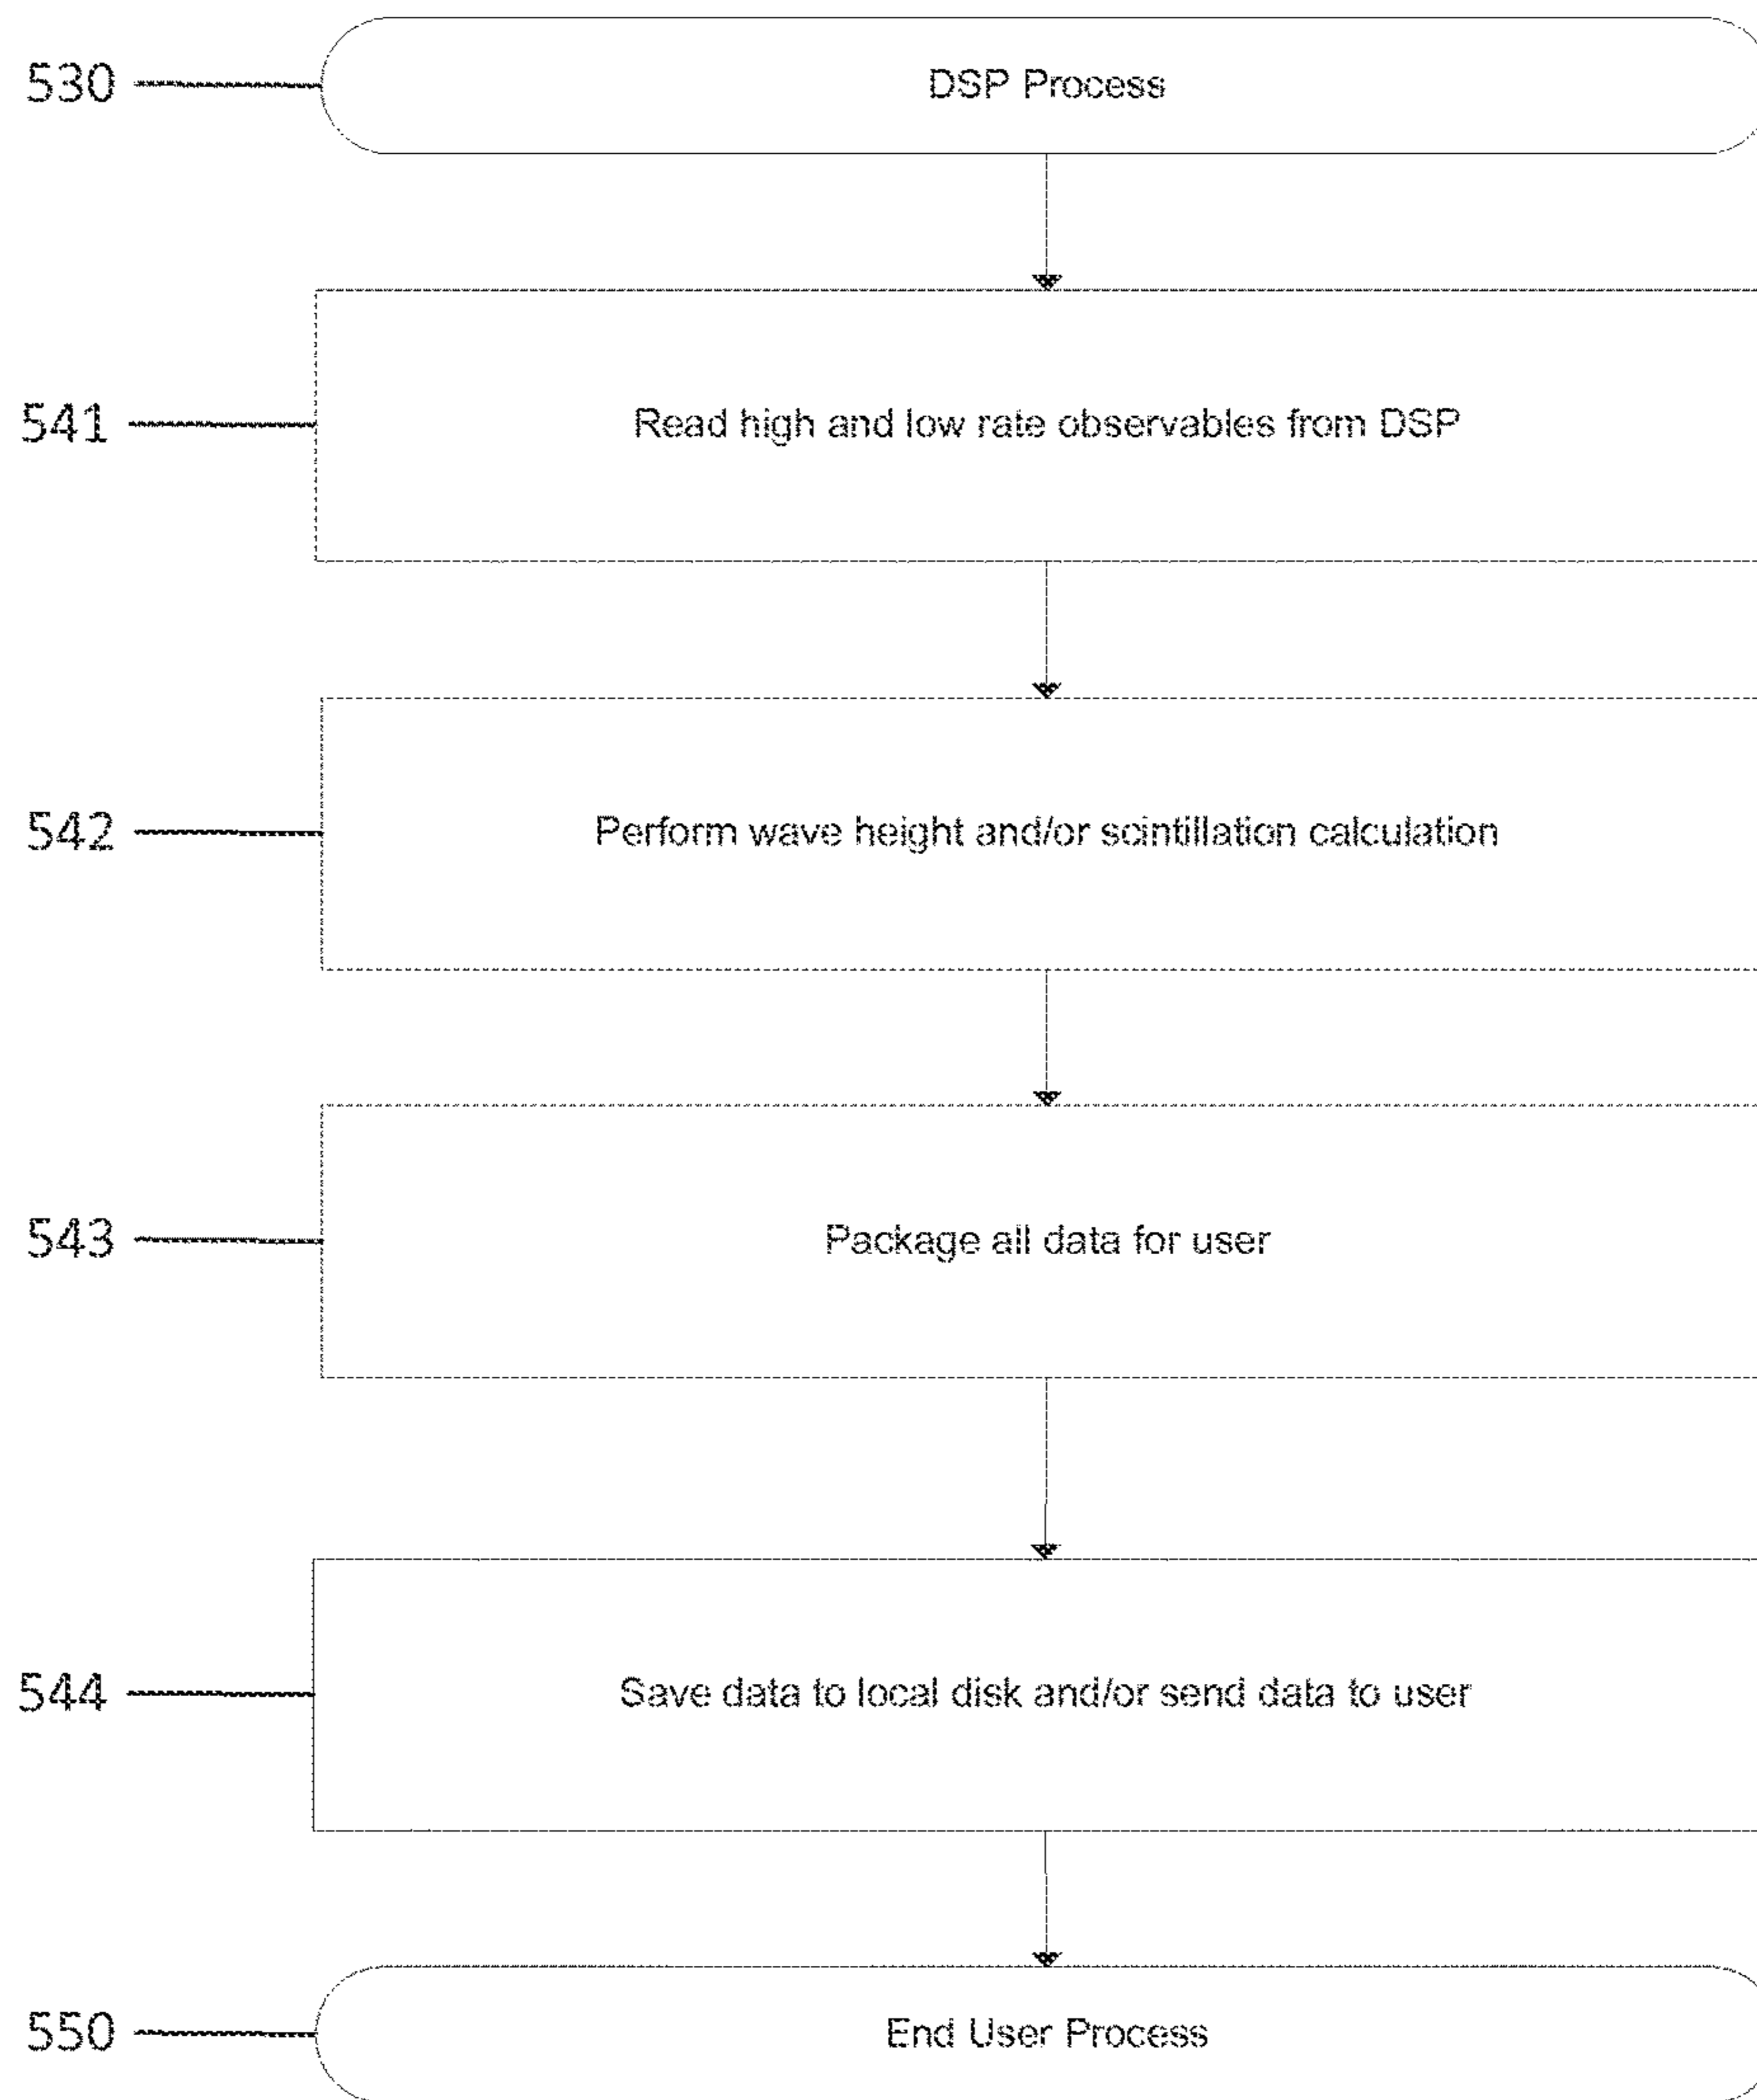 530 DSP Process
541 Read high and low rate observables from DSP
542 Perform wave height and/or scintillation calculation
543 Package all data for user
544 Save data to local disk and/or send data to user
550 End User Process